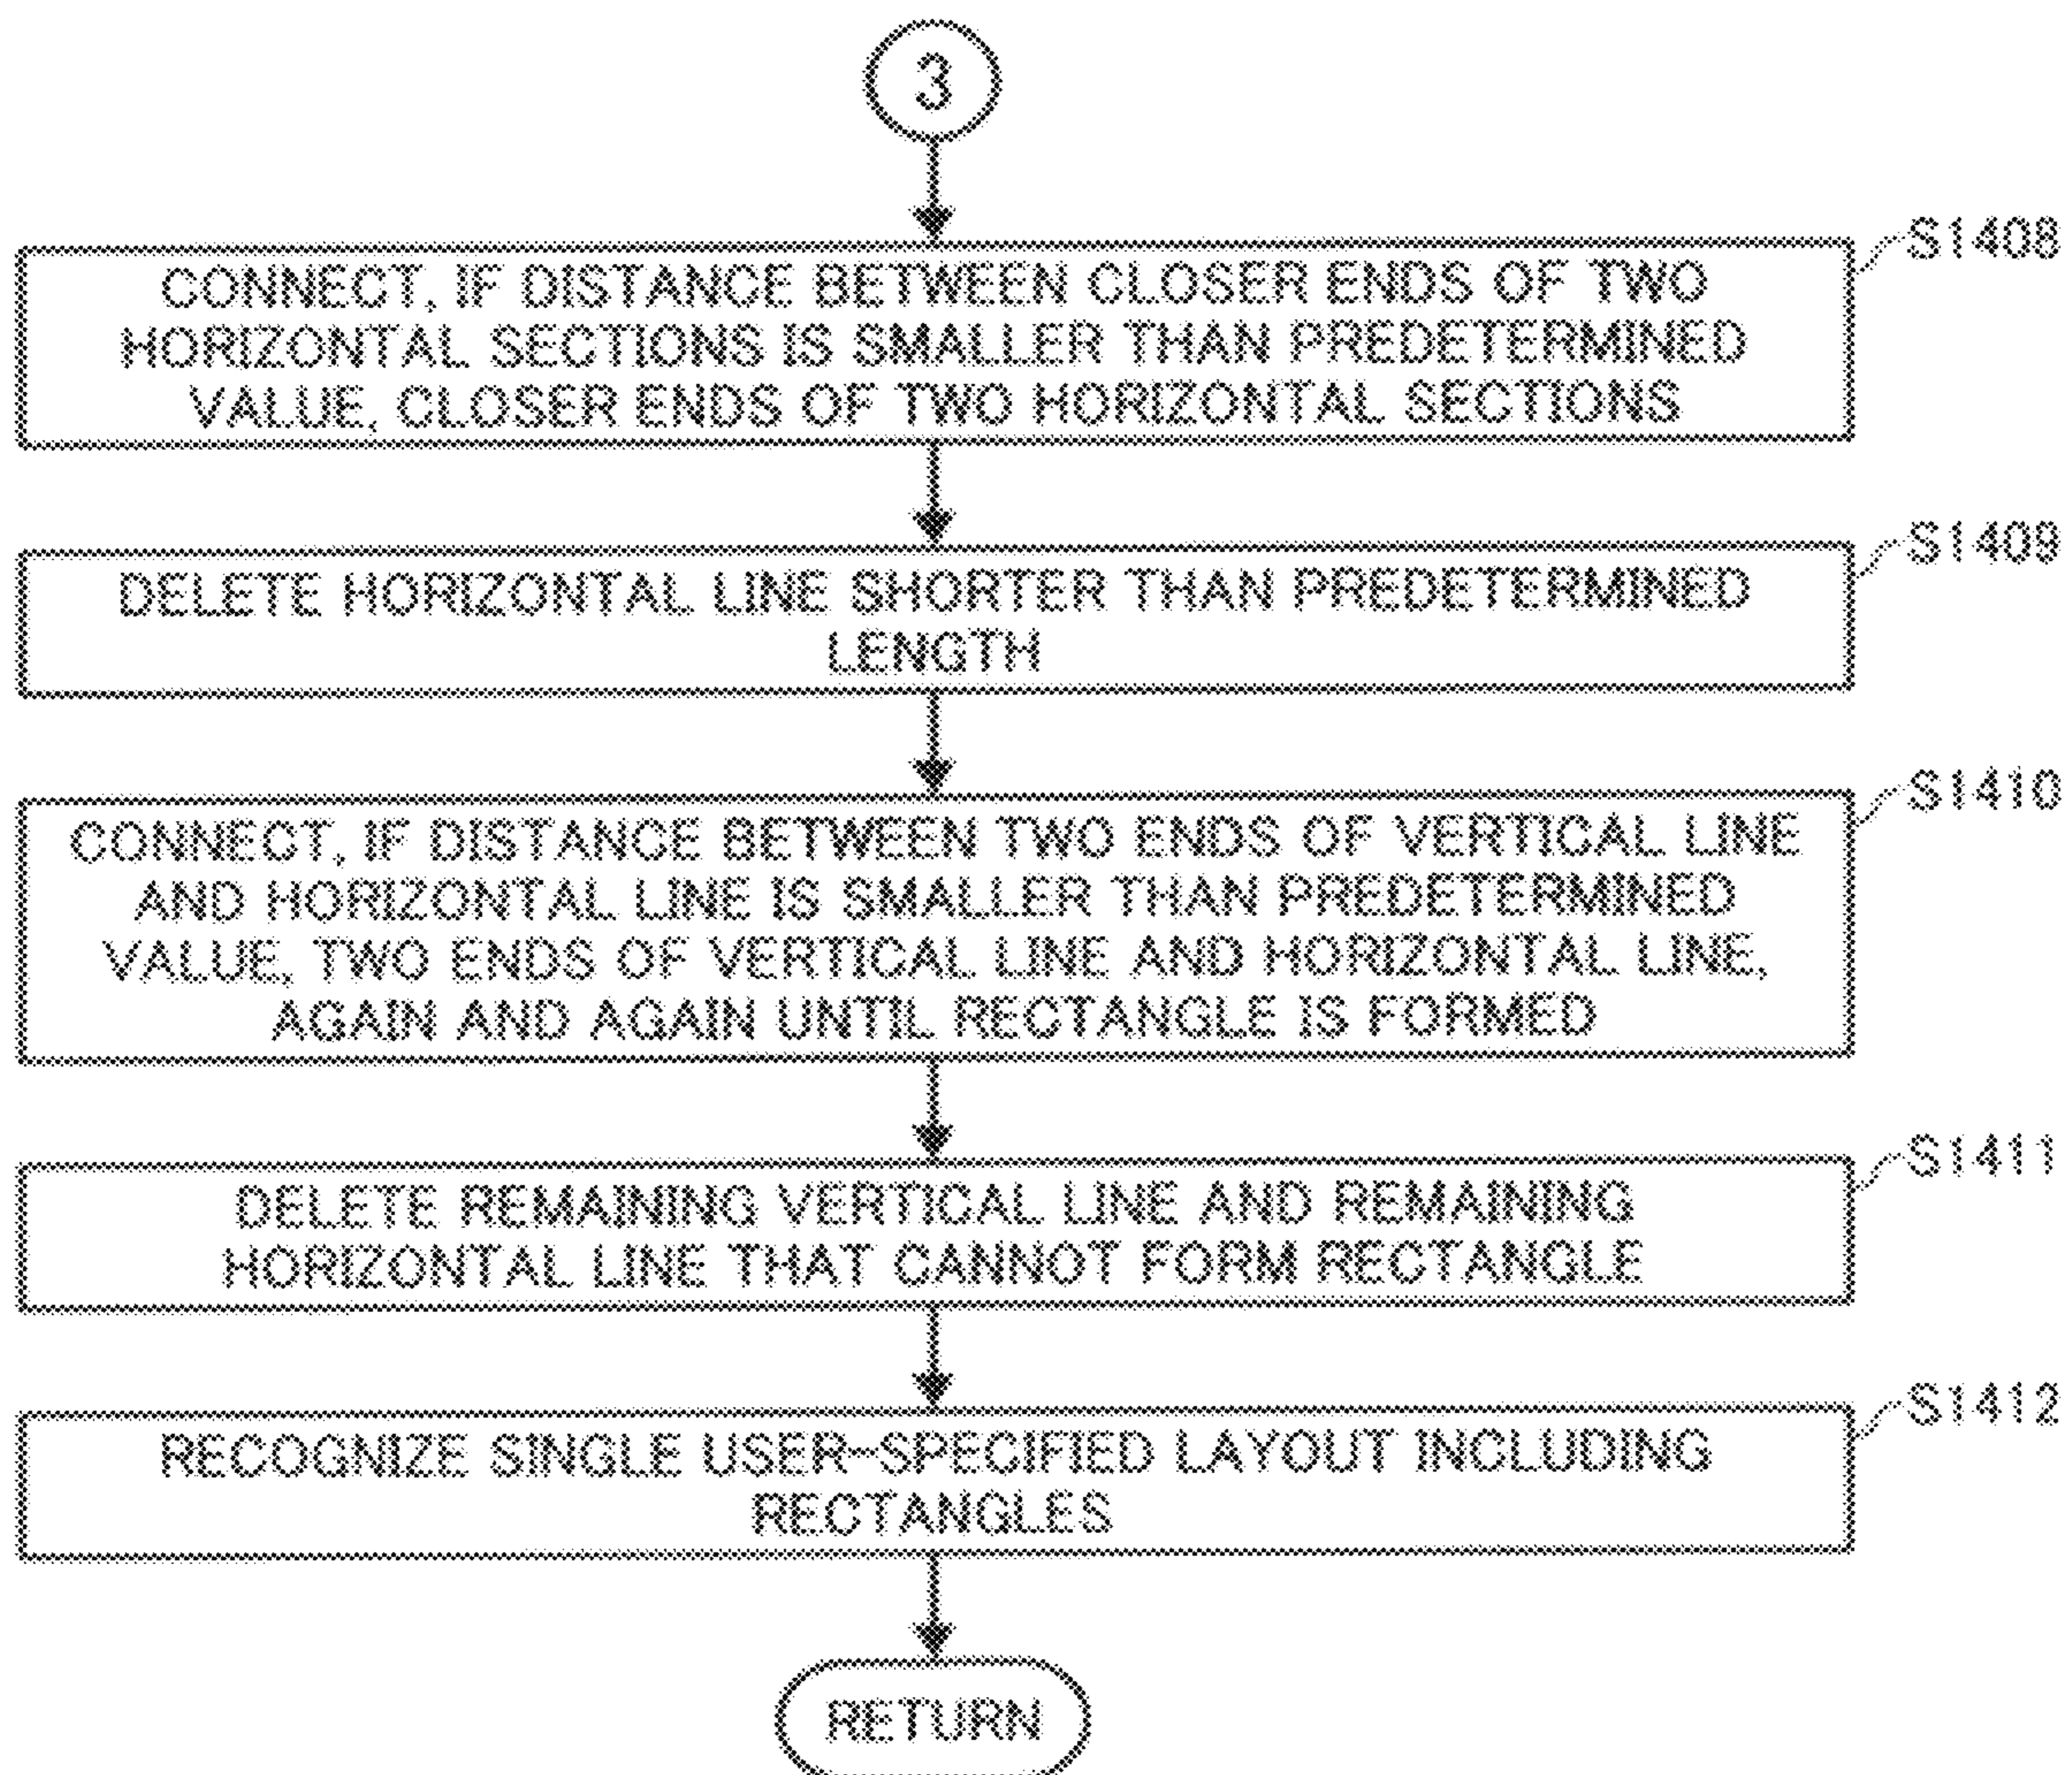 3
S1408
CONNECT, IF DISTANCE BETWEEN CLOSER ENDS OF TWO
HORIZONTAL SECTIONS IS SMALLER THAN PREDETERMINED
VALUE, CLOSER ENDS OF TWO HORIZONTAL SECTIONS
S1409
DELETE HORIZONTAL LINE SHORTER THAN PREDETERMINED
LENGTH
S1410
CONNECT, IF DISTANCE BETWEEN TWO ENDS OF VERTICAL LINE
AND HORIZONTAL LINE IS SMALLER THAN PREDETERMINED
VALUE, TWO ENDS OF VERTICAL LINE AND HORIZONTAL LINE,
AGAIN AND AGAIN UNTIL RECTANGLE IS FORMED
S1411
DELETE REMAINING VERTICAL LINE AND REMAINING
HORIZONTAL LINE THAT CANNOT FORM RECTANGLE
S1412
RECOGNIZE SINGLE USER-SPECIFIED LAYOUT INCLUDING
RECTANGLES
RETURN